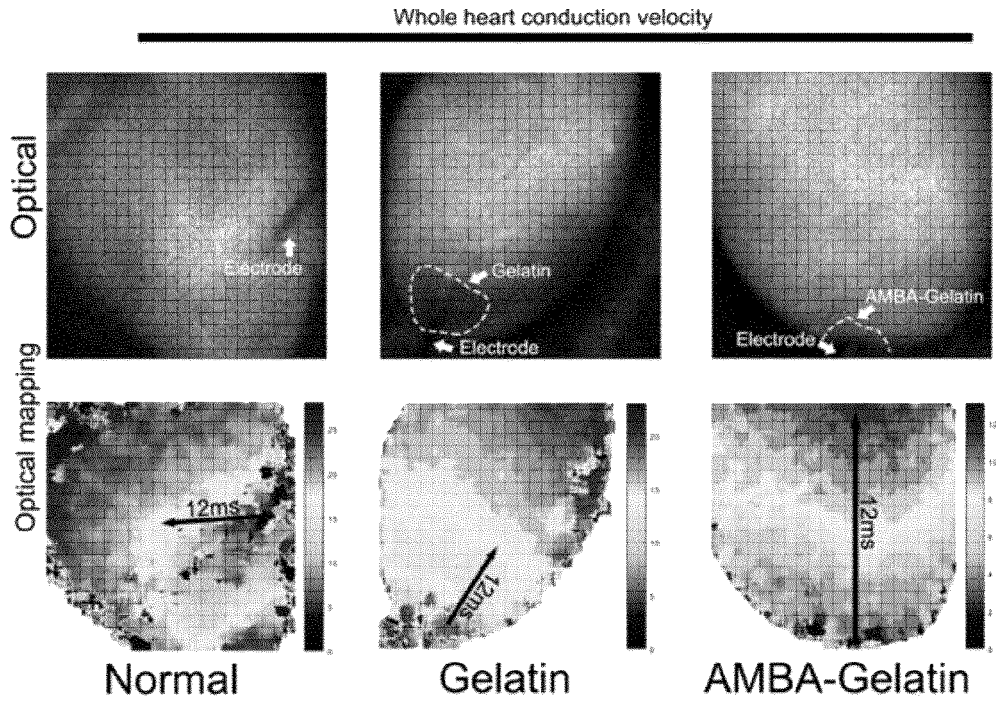 Whole heart conduction velocity
Optical
Electrode
Gelatin
Electrode
AMBA-Gelatin
Electrode
Optical mapping
12ms
12ms
12ms
Normal
Gelatin
AMBA-Gelatin